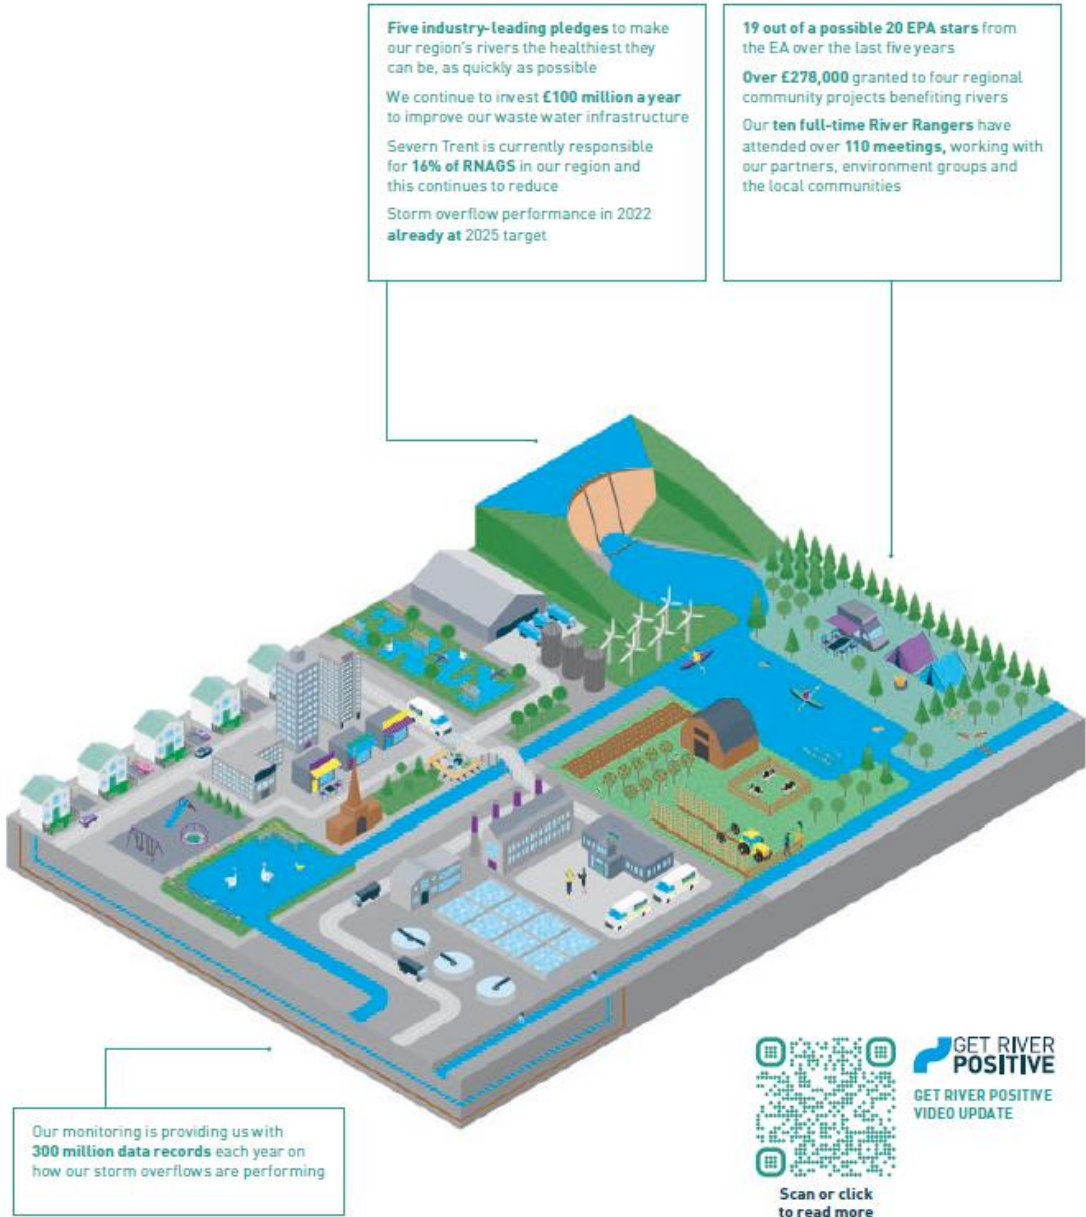 Five industry-leading pledges to make
our region's rivers the healthiest they
can be, as quickly as possible
We continue to invest £100 million a year
to improve our waste water infrastructure
Severn Trent is currently responsible
for 16% of RNAGS in our region and
this continues to reduce
Storm overflow performance in 2022
already at 2025 target
19 out of a possible 20 EPA stars from
the EA over the last five years
Over £278,000 granted to four regional
community projects benefiting rivers
Our ten full-time River Rangers have
attended over 110 meetings, working with
our partners, environment groups and
the local communities
Our monitoring is providing us with
300 million data records each year on
how our storm overflows are performing
GET RIVER
POSITIVE
GET RIVER POSITIVE
VIDEO UPDATE
Scan or click
to read more